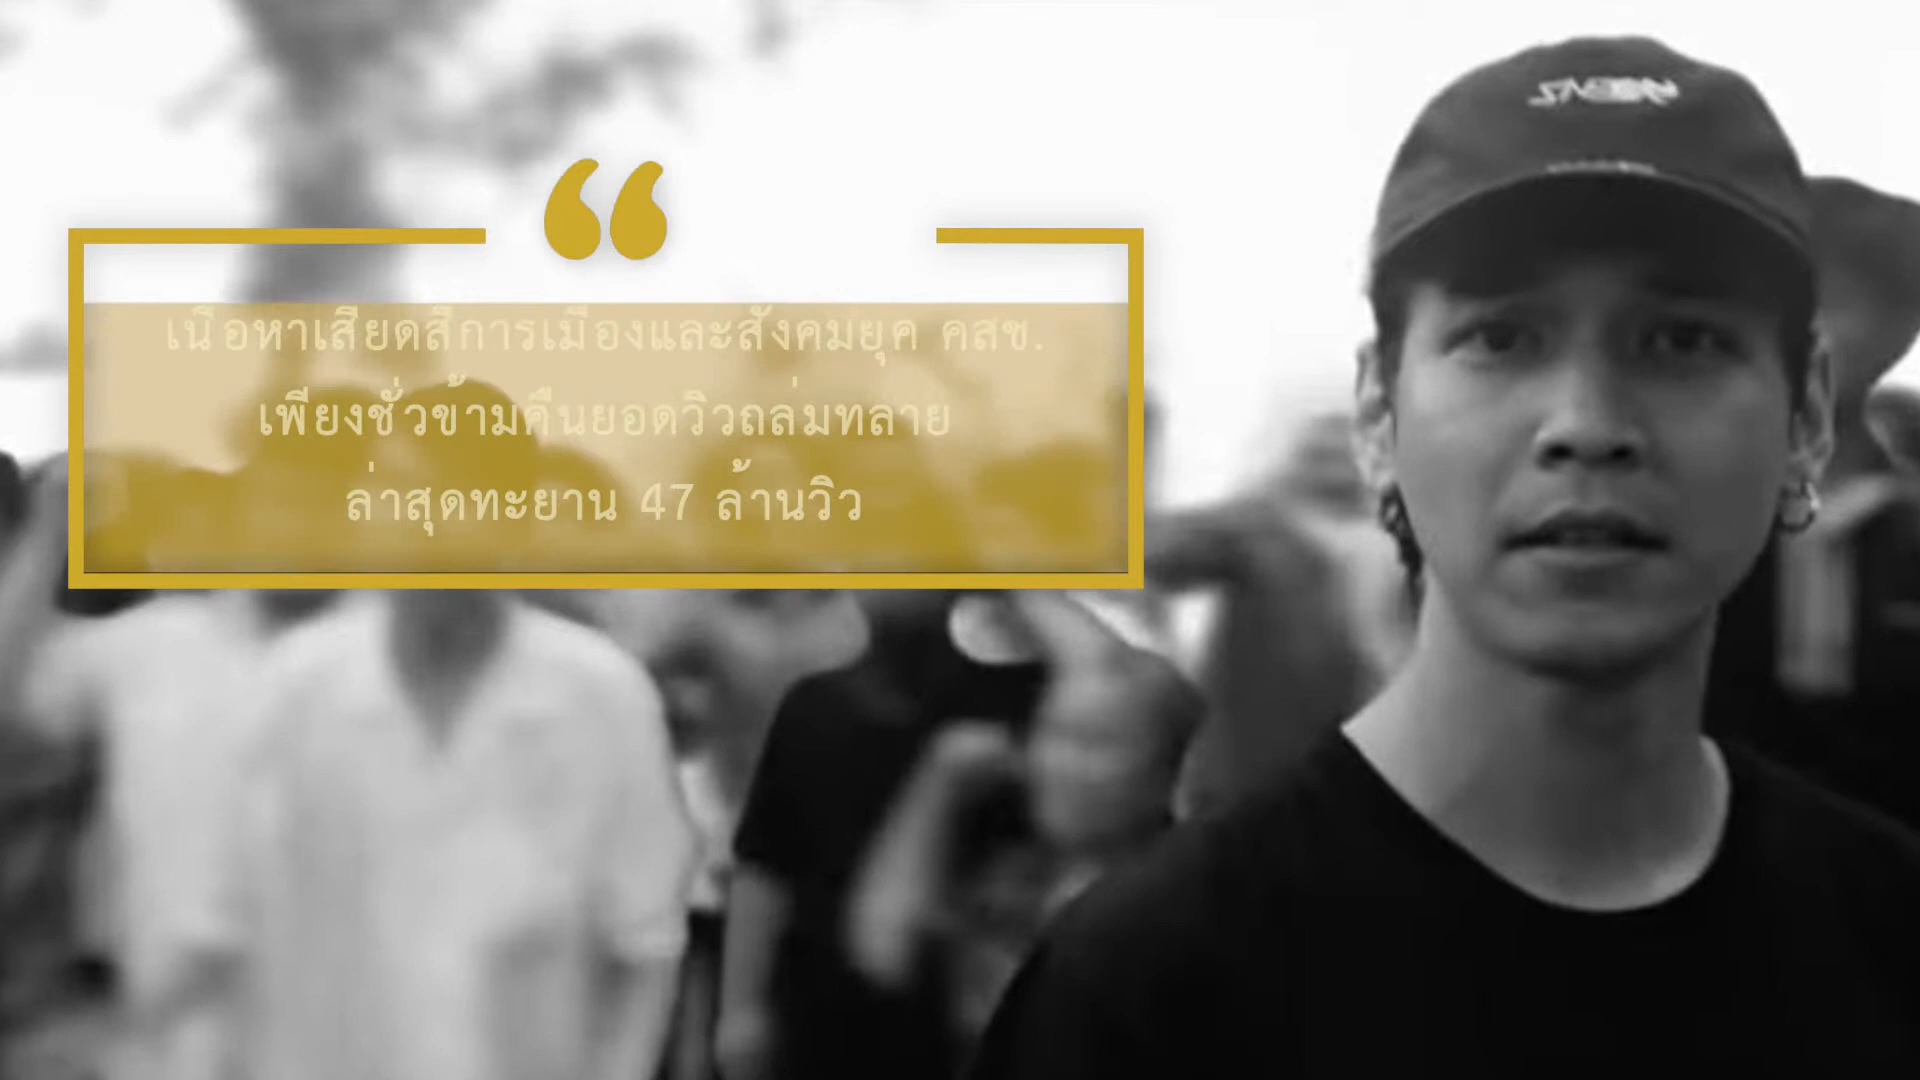 เนื้อหาเสียดสีการเมืองและสังคมยุค คสช.
เพียงชั่วข้ามคืนยอดวิวถล่มทลาย
ล่าสุดทะยาน 47 ล้านวิว